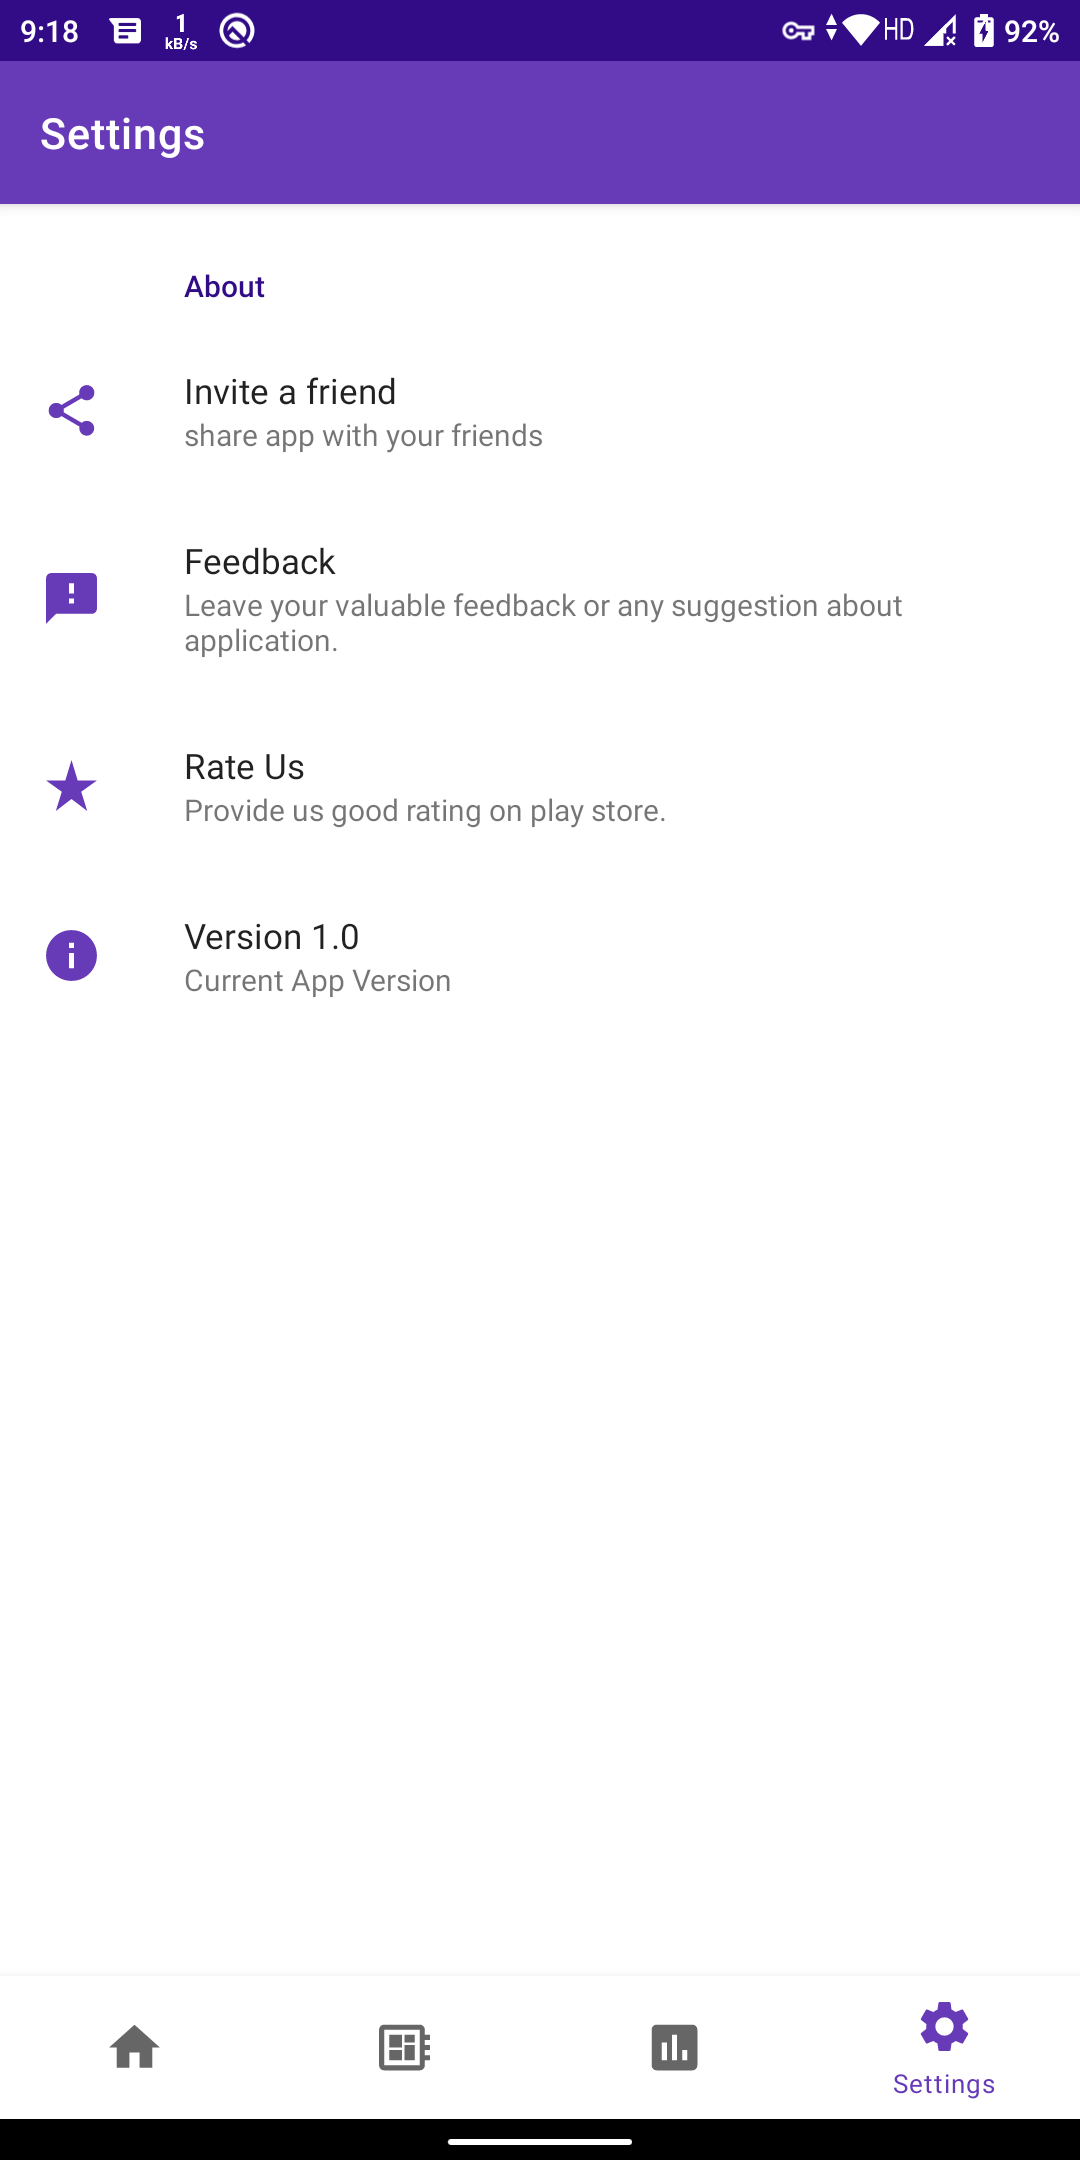 9:18 1 kB/s HD 92%
Settings
About
Invite a friend
share app with your friends
Feedback
Leave your valuable feedback or any suggestion about
application.
Rate Us
Provide us good rating on play store.
Version 1.0
Current App Version
Settings